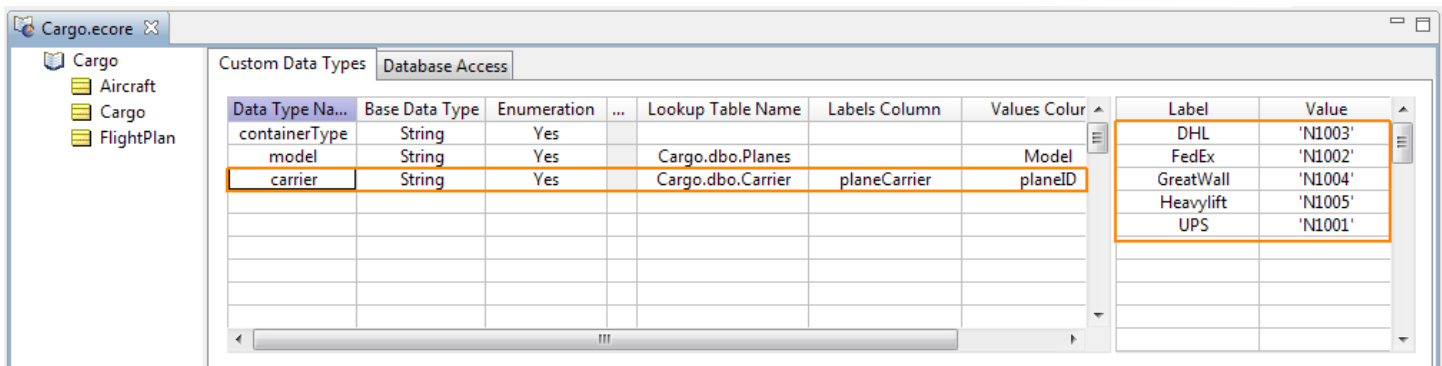 Cargo.ecore
Cargo
Aircraft
Cargo
FlightPlan
Custom Data Types Database Access
Data Type Na... Base Data Type Enumeration ... Lookup Table Name Labels Column Values Colur
containerType String Yes
model String Yes Cargo.dbo.Planes Model
carrier String Yes Cargo.dbo.Carrier planeCarrier planeID
Label Value
DHL 'N1003'
FedEx 'N1002'
GreatWall 'N1004'
Heavylift 'N1005'
UPS 'N1001'